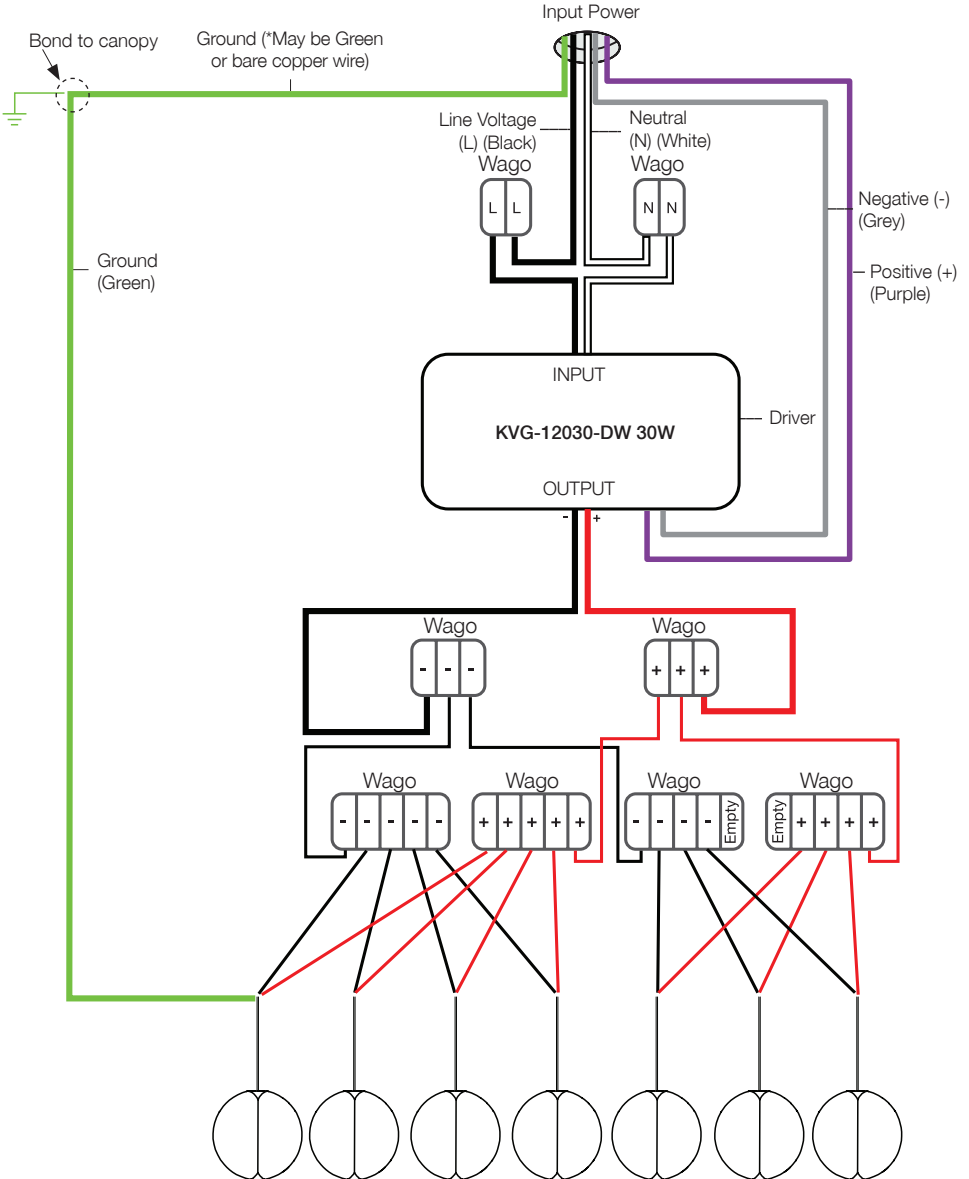 Input Power
Bond to canopy
Ground (*May be Green
or bare copper wire)
Line Voltage
(L) (Black)
Neutral
(N) (White)
Wago
Wago
L L
N N
Negative (-)
(Grey)
Positive (+)
(Purple)
Ground
(Green)
INPUT
KVG-12030-DW 30W
Driver
OUTPUT
- +
Wago
Wago
- - -
+ + +
Wago
Wago
Wago
Wago
- - - - -
+ + + + +
- - - - Empty
Empty + + + +